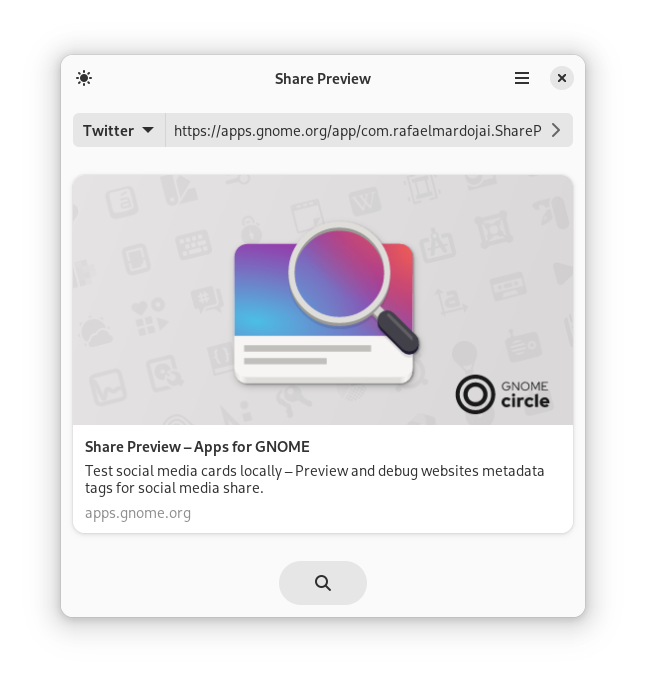 Share Preview
Twitter
https://apps.gnome.org/app/com.rafaelmardojai.ShareP
GNOME
circle
Share Preview – Apps for GNOME
Test social media cards locally – Preview and debug websites metadata
tags for social media share.
apps.gnome.org